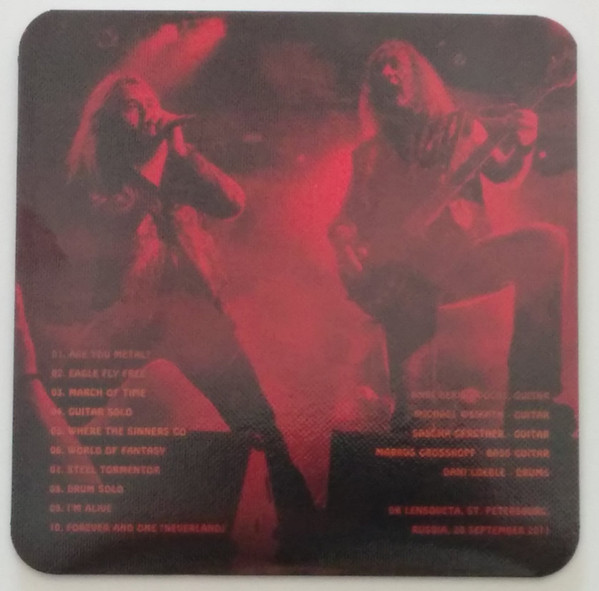 01. ARE YOU METAL?
02. EAGLE FLY FREE
03. MARCH OF TIME
04. GUITAR SOLO
05. WHERE THE SINNERS GO
06. WORLD OF FANTASY
07. STEEL TORMENTOR
08. DRUM SOLO
09. I'M ALIVE
10. FOREVER AND ONE (NEVERLAND)
GUITAR
MICHAEL WEIKATH - GUITAR
SASCHA GERSTNER - GUITAR
MARKUS GROSSKOPF - BASS GUITAR
DANI LOEBLE - DRUMS
DK LENSOVETA, ST. PETERSBURG,
RUSSIA, 28 SEPTEMBER 2011